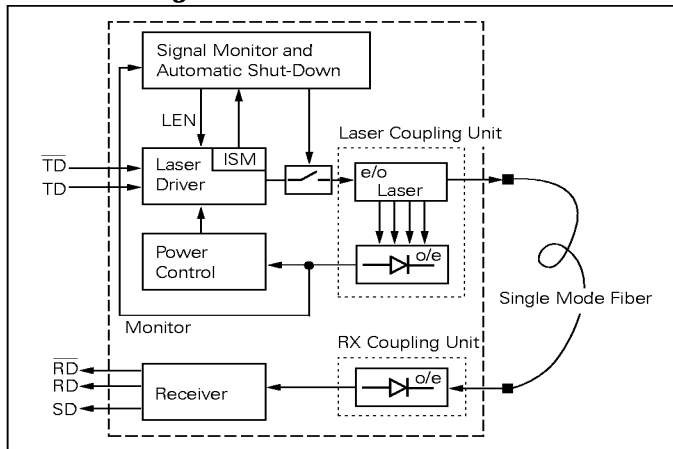 Signal Monitor and
Automatic Shut-Down
LEN
Laser Coupling Unit
TD
TD
Laser
Driver
ISM
e/o
Laser
Power
Control
o/e
Single Mode Fiber
Monitor
RX Coupling Unit
RD
RD
SD
Receiver
o/e